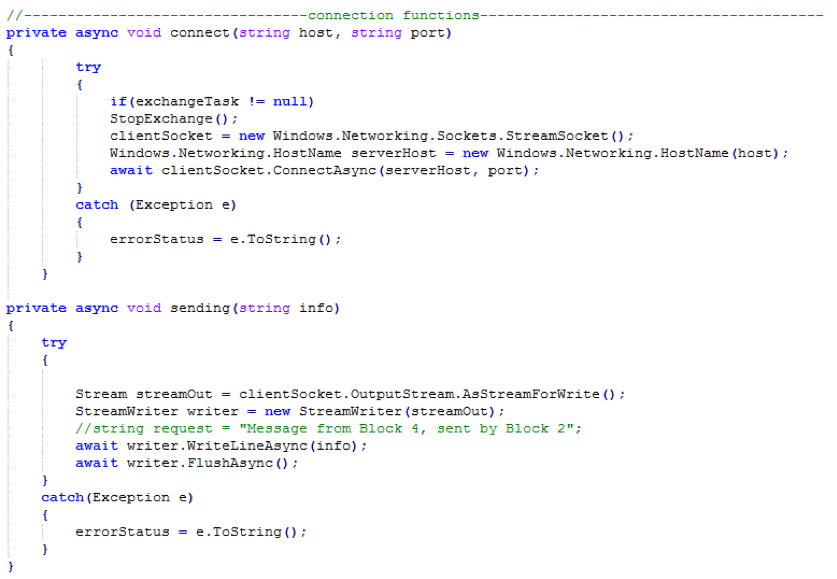 //---------------------------------connection functions----------------------------------------
private async void connect(string host, string port)
{
try
{
if(exchangeTask != null)
StopExchange();
clientSocket = new Windows.Networking.Sockets.StreamSocket();
Windows.Networking.HostName serverHost = new Windows.Networking.HostName(host);
await clientSocket.ConnectAsync(serverHost, port);
}
catch (Exception e)
{
errorStatus = e.ToString();
}
}
private async void sending(string info)
{
try
{
Stream streamOut = clientSocket.OutputStream.AsStreamForWrite();
StreamWriter writer = new StreamWriter(streamOut);
//string request = "Message from Block 4, sent by Block 2";
await writer.WriteLineAsync(info);
await writer.FlushAsync();
}
catch(Exception e)
{
errorStatus = e.ToString();
}
}